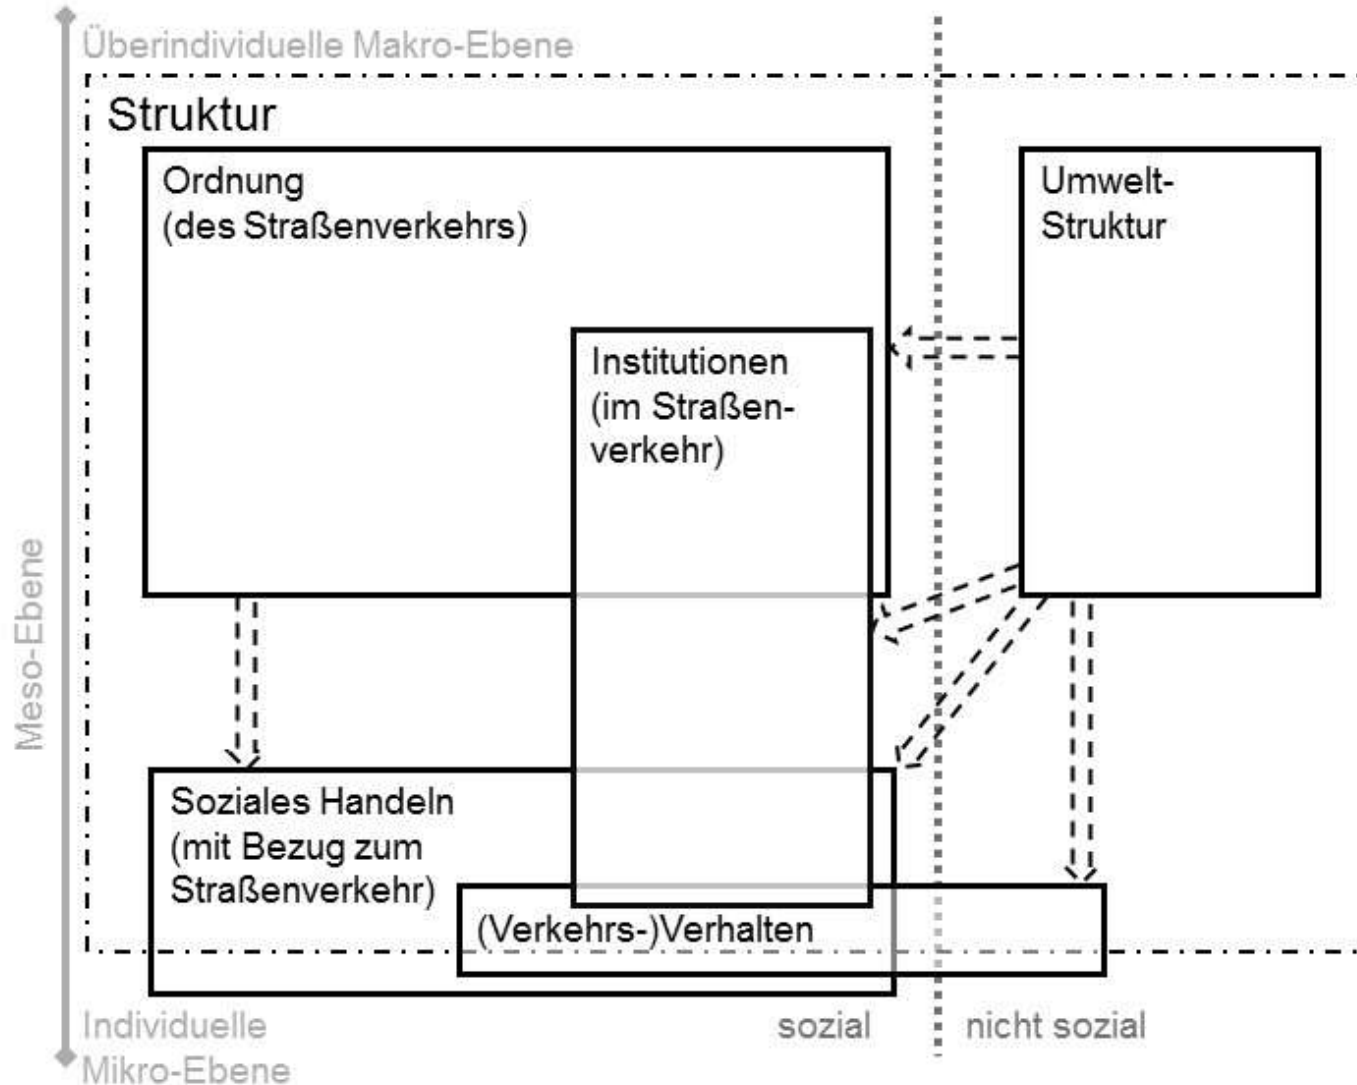 Überindividuelle Makro-Ebene
Struktur
Ordnung
(des Straßenverkehrs)
Umwelt-
Struktur
Institutionen
(im Straßen-
verkehr)
Meso-Ebene
Soziales Handeln
(mit Bezug zum
Straßenverkehr)
(Verkehrs-)Verhalten
Individuelle
Mikro-Ebene
sozial
nicht sozial